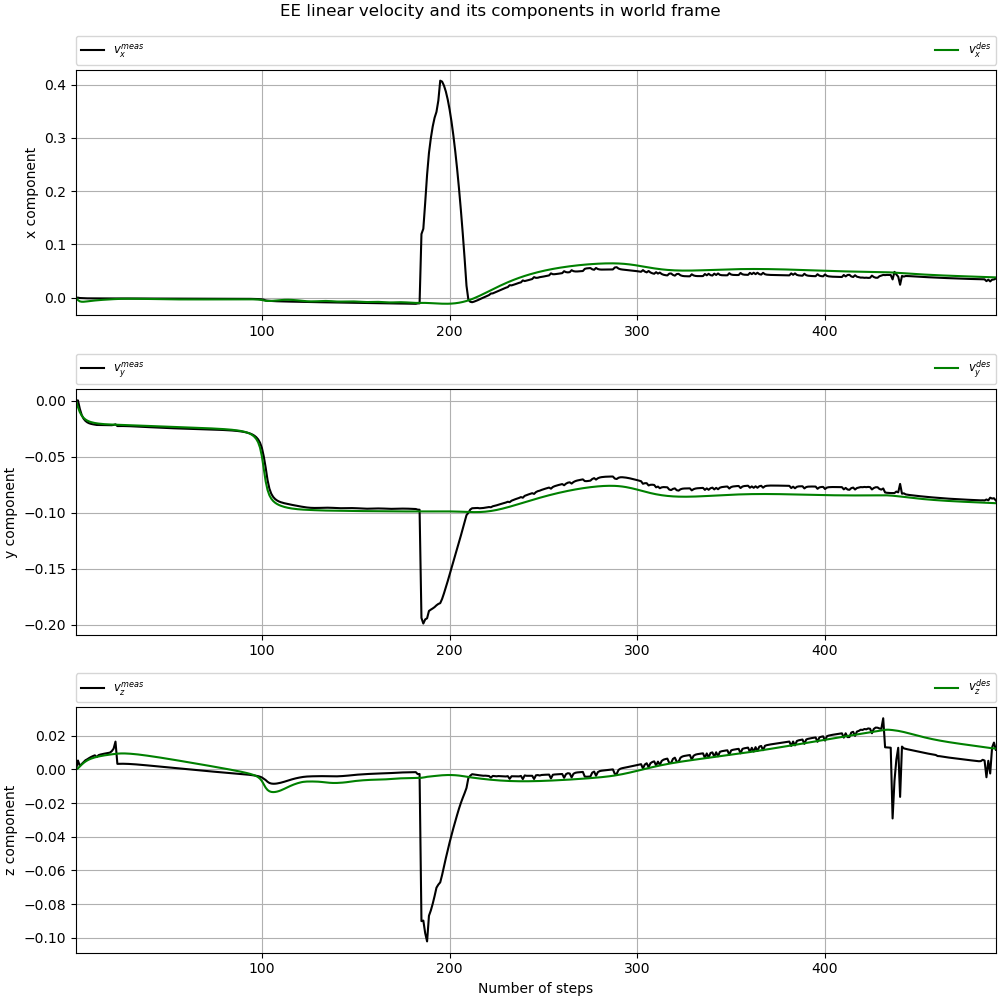 EE linear velocity and its components in world frame
v_x^meas v_x^des
0.4
0.3
0.2
0.1
0.0
x component
100 200 300 400
v_y^meas v_y^des
0.00
−0.05
−0.10
−0.15
−0.20
y component
100 200 300 400
v_z^meas v_z^des
0.02
0.00
−0.02
−0.04
−0.06
−0.08
−0.10
z component
100 200 300 400
Number of steps